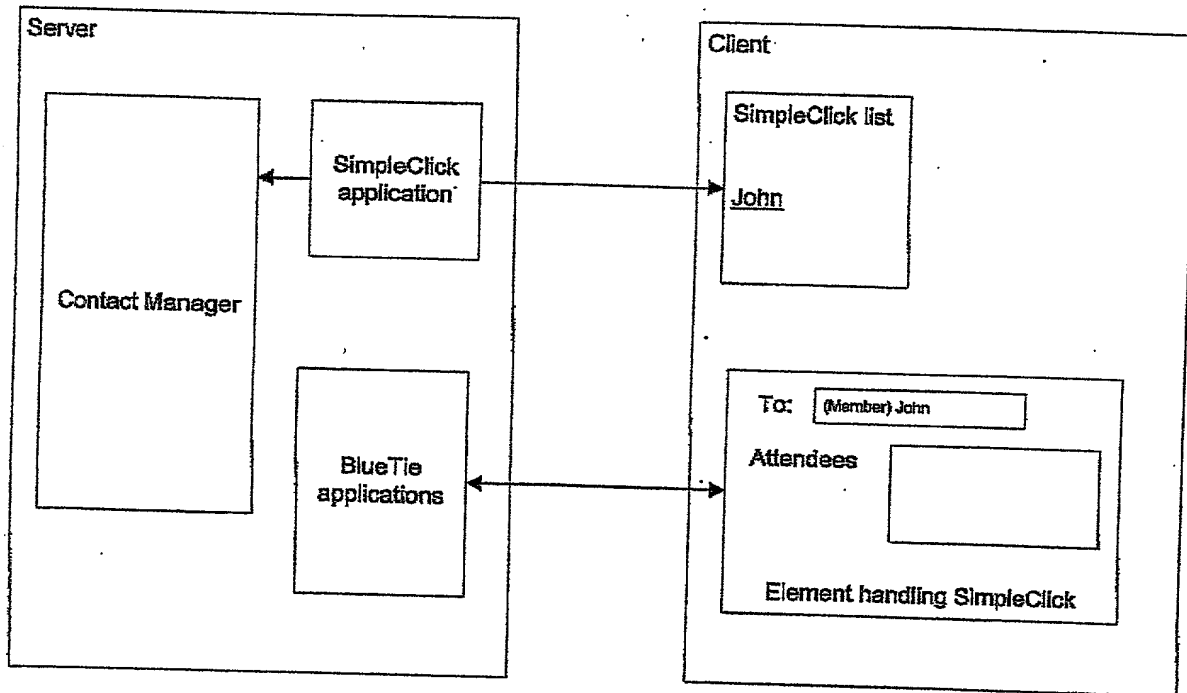 Server
SimpleClick
application
Contact Manager
BlueTie
applications
Client
SimpleClick list
John
To: (Member) John
Attendees
Element handling SimpleClick